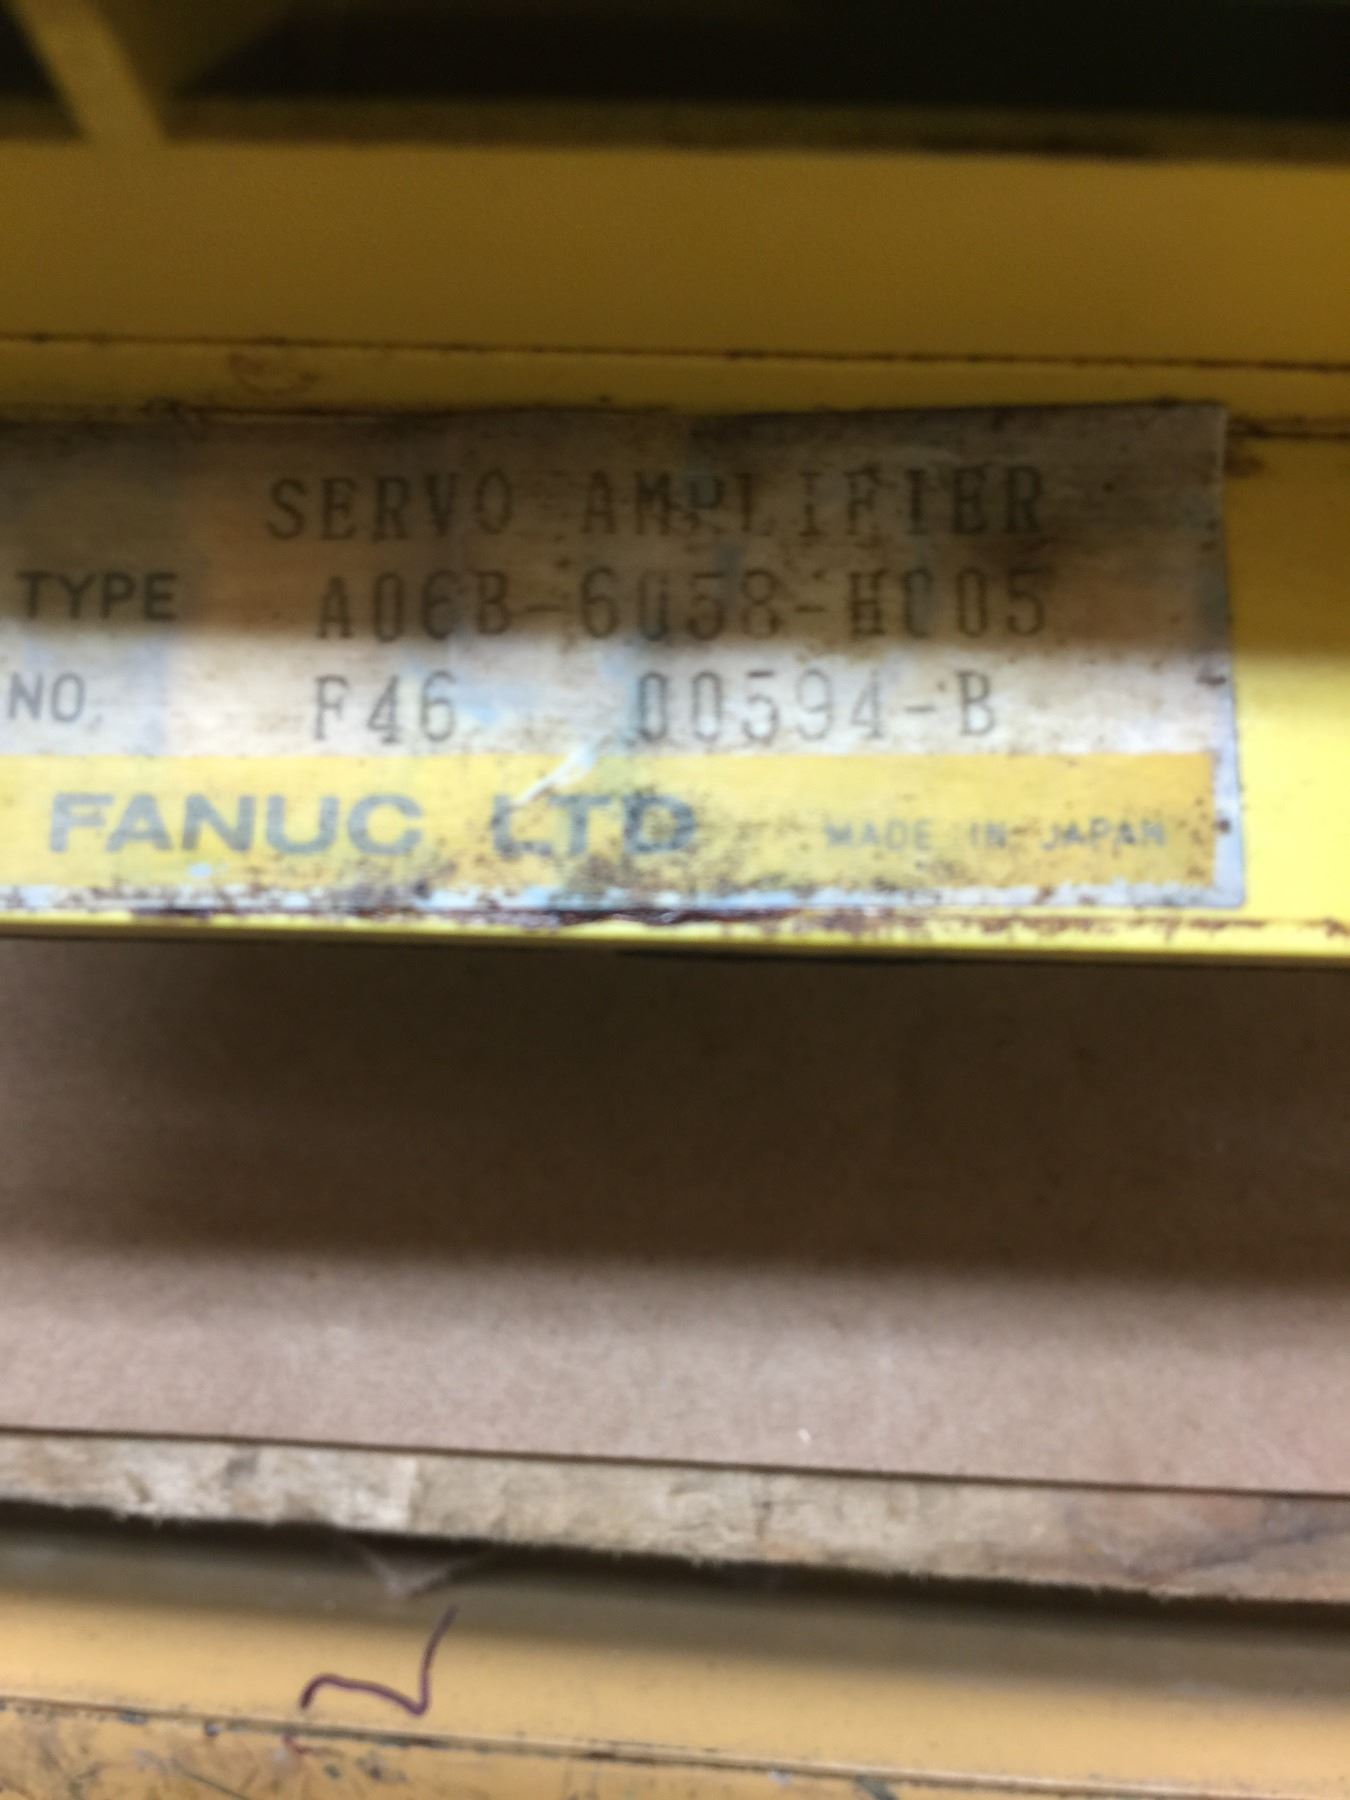 SERVO AMPLIFIER
TYPE A06B-6058-H005
NO. F46 00594-B
FANUC LTD MADE IN JAPAN